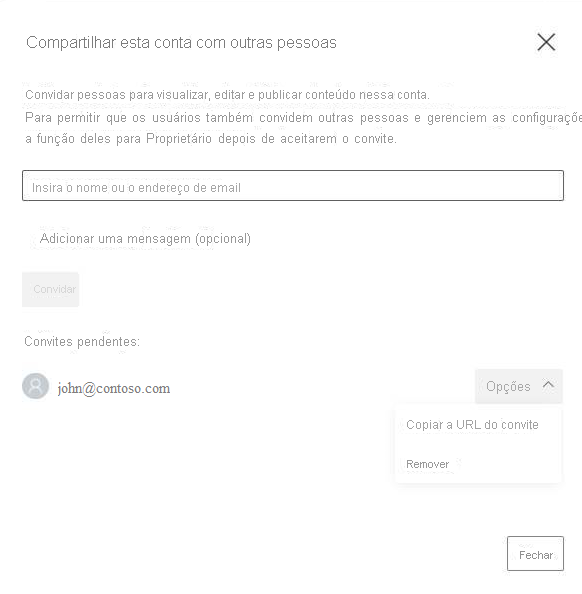 Compartilhar esta conta com outras pessoas
Convidar pessoas para visualizar, editar e publicar conteúdo nessa conta.
Para permitir que os usuários também convidem outras pessoas e gerenciem as configuraçõe
a função deles para Proprietário depois de aceitarem o convite.
Insira o nome ou o endereço de email
Adicionar uma mensagem (opcional)
Convidar
Convites pendentes:
john@contoso.com
Opções
Copiar a URL do convite
Remover
Fechar